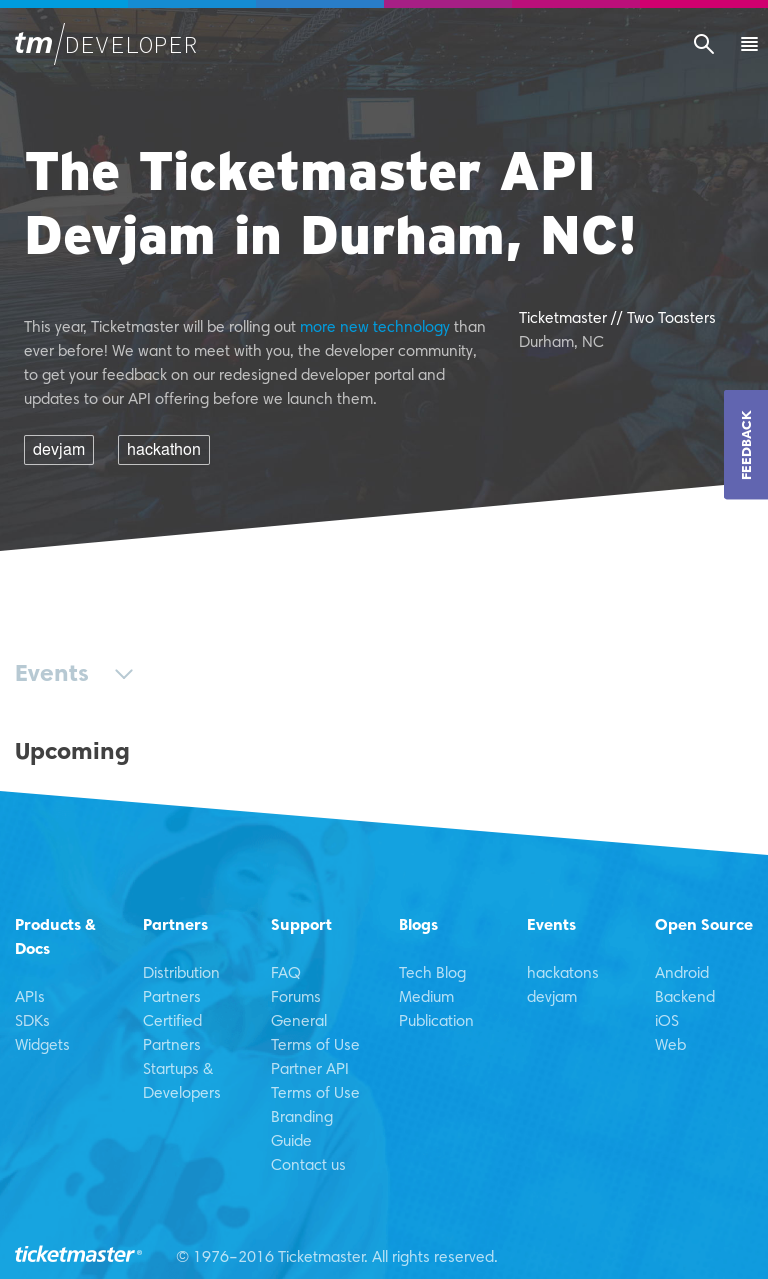 tm/DEVELOPER
The Ticketmaster API
Devjam in Durham, NC!
This year, Ticketmaster will be rolling out more new technology than
ever before! We want to meet with you, the developer community,
to get your feedback on our redesigned developer portal and
updates to our API offering before we launch them.
devjam
hackathon
Ticketmaster // Two Toasters
Durham, NC
FEEDBACK
Events
Upcoming
Products &
Docs
APIs
SDKs
Widgets
Partners
Distribution
Partners
Certified
Partners
Startups &
Developers
Support
FAQ
Forums
General
Terms of Use
Partner API
Terms of Use
Branding
Guide
Contact us
Blogs
Tech Blog
Medium
Publication
Events
hackatons
devjam
Open Source
Android
Backend
iOS
Web
ticketmaster®
© 1976–2016 Ticketmaster. All rights reserved.